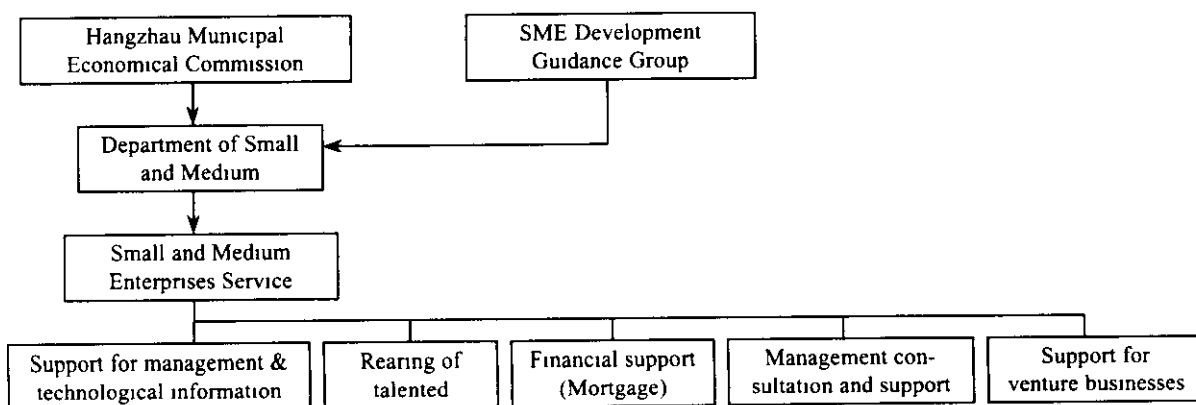 Hangzhau Municipal
Economical Commission
SME Development
Guidance Group
Department of Small
and Medium
Small and Medium
Enterprises Service
Support for management &
technological information
Rearing of
talented
Financial support
(Mortgage)
Management con-
sultation and support
Support for
venture businesses